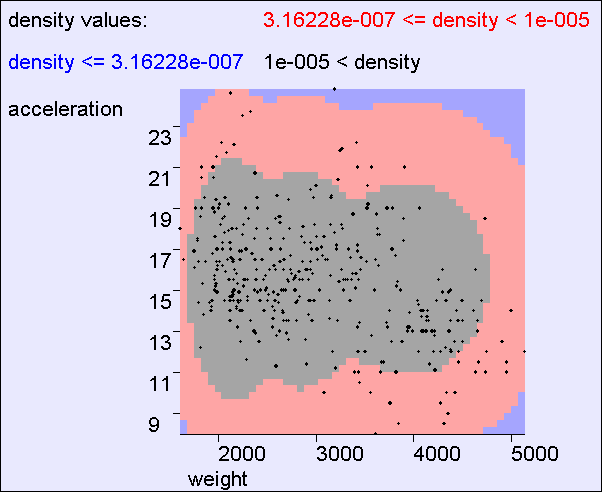 density values: 3.16228e-007 <= density < 1e-005
density <= 3.16228e-007 1e-005 < density
acceleration
23
21
19
17
15
13
11
9
2000 3000 4000 5000
weight